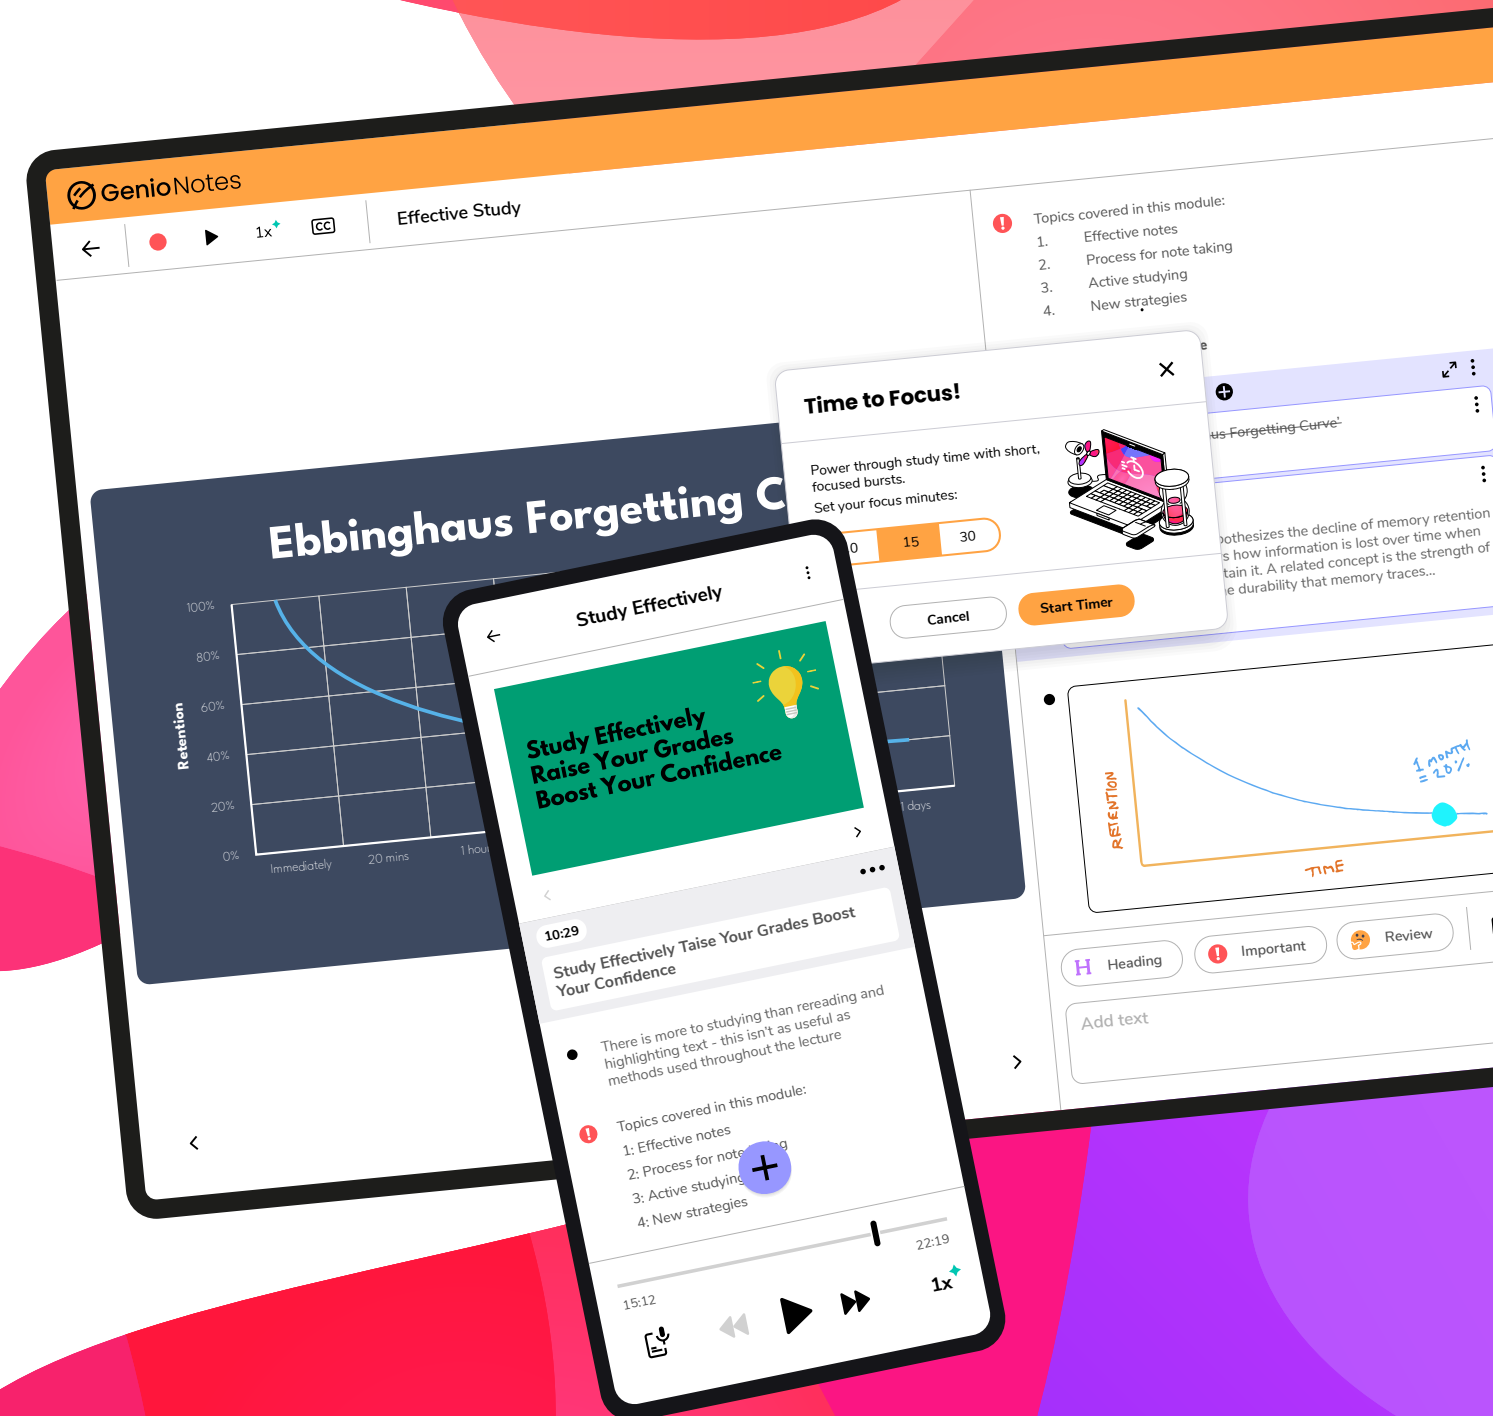 GenioNotes
1x
CC
Effective Study
Topics covered in this module:
1. Effective notes
2. Process for note taking
3. Active studying
4. New strategies
Time to Focus!
Power through study time with short,
focused bursts.
Set your focus minutes:
15
30
Cancel
Start Timer
us Forgetting Curve'
pothesizes the decline of memory retention
s how information is lost over time when
tain it. A related concept is the strength of
e durability that memory traces...
Ebbinghaus Forgetting C
Retention
100%
80%
60%
40%
20%
0%
Immediately
20 mins
1 hour
1 days
RETENTION
TIME
1 MONTH
= 20%
H Heading
! Important
Review
Add text
Study Effectively
Study Effectively
Raise Your Grades
Boost Your Confidence
10:29
Study Effectively Taise Your Grades Boost
Your Confidence
There is more to studying than rereading and
highlighting text - this isn't as useful as
methods used throughout the lecture
Topics covered in this module:
1: Effective notes
2: Process for note
3: Active studying
4: New strategies
15:12
22:19
1x